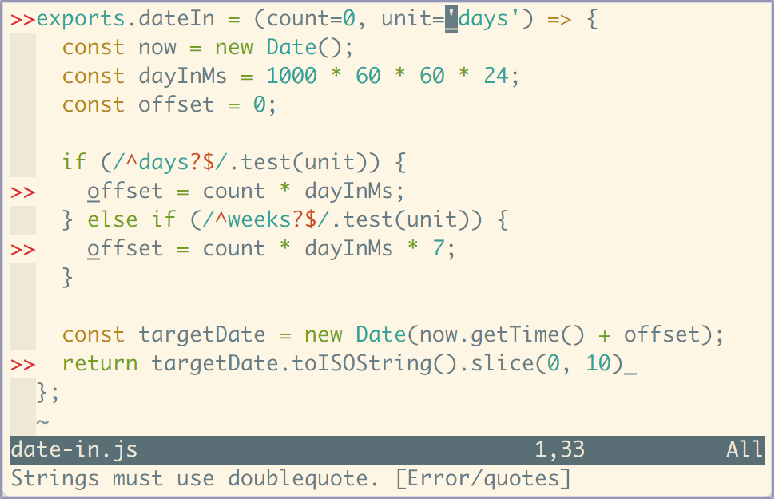 >>exports.dateIn = (count=0, unit='days') => {
    const now = new Date();
    const dayInMs = 1000 * 60 * 60 * 24;
    const offset = 0;

    if (/^days?$/.test(unit)) {
>>    offset = count * dayInMs;
    } else if (/^weeks?$/.test(unit)) {
>>    offset = count * dayInMs * 7;
    }

    const targetDate = new Date(now.getTime() + offset);
>>  return targetDate.toISOString().slice(0, 10)_
  };
  ~
date-in.js 1,33 All
Strings must use doublequote. [Error/quotes]